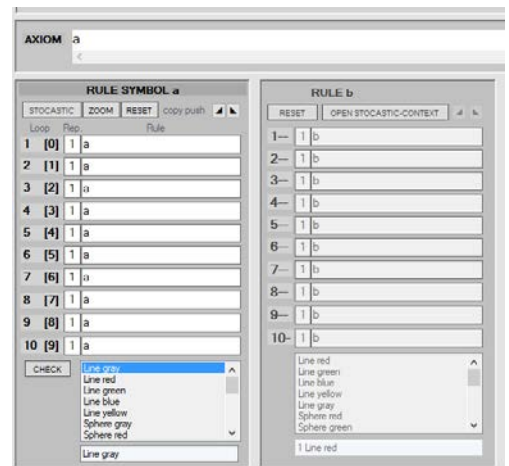 AXIOM a
RULE SYMBOL a
STOCASTIC ZOOM RESET copy push
Loop Rep. Rule
1 [0] 1 a
2 [1] 1 a
3 [2] 1 a
4 [3] 1 a
5 [4] 1 a
6 [5] 1 a
7 [6] 1 a
8 [7] 1 a
9 [8] 1 a
10 [9] 1 a
CHECK
Line gray
Line red
Line green
Line blue
Line yellow
Sphere gray
Sphere red
Line gray
RULE b
RESET OPEN STOCASTIC-CONTEXT
1-- 1 b
2-- 1 b
3-- 1 b
4-- 1 b
5-- 1 b
6-- 1 b
7-- 1 b
8-- 1 b
9-- 1 b
10- 1 b
Line red
Line green
Line blue
Line yellow
Line gray
Sphere red
Sphere green
1 Line red